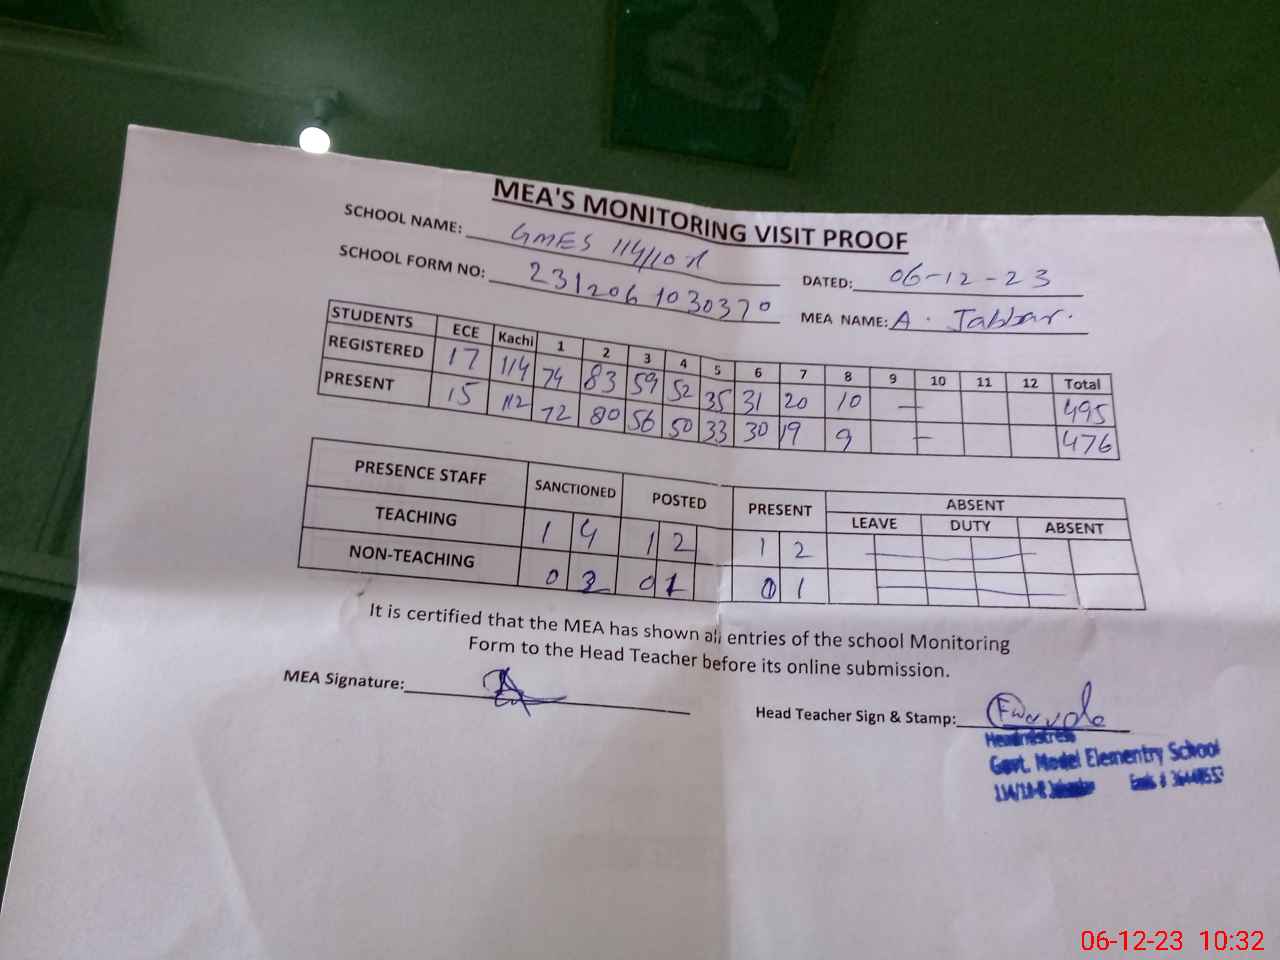 MEA'S MONITORING VISIT PROOF
SCHOOL NAME: GMES 114/10R
SCHOOL FORM NO: 231206 1030370
DATED: 06-12-23
MEA NAME: A. Jabbar.
STUDENTS ECE Kachi 1 2 3 4 5 6 7 8 9 10 11 12 Total
REGISTERED 17 114 74 83 59 52 35 31 20 10 — 495
PRESENT 15 112 72 80 56 50 33 30 19 9 — 476
PRESENCE STAFF SANCTIONED POSTED PRESENT ABSENT
LEAVE DUTY ABSENT
TEACHING 1 4 1 2 1 2
NON-TEACHING 0 2 0 1 0 1
It is certified that the MEA has shown all entries of the school Monitoring
Form to the Head Teacher before its online submission.
MEA Signature:
Head Teacher Sign & Stamp:
Headmistress
Govt. Model Elementry School
114/10-R
06-12-23 10:32